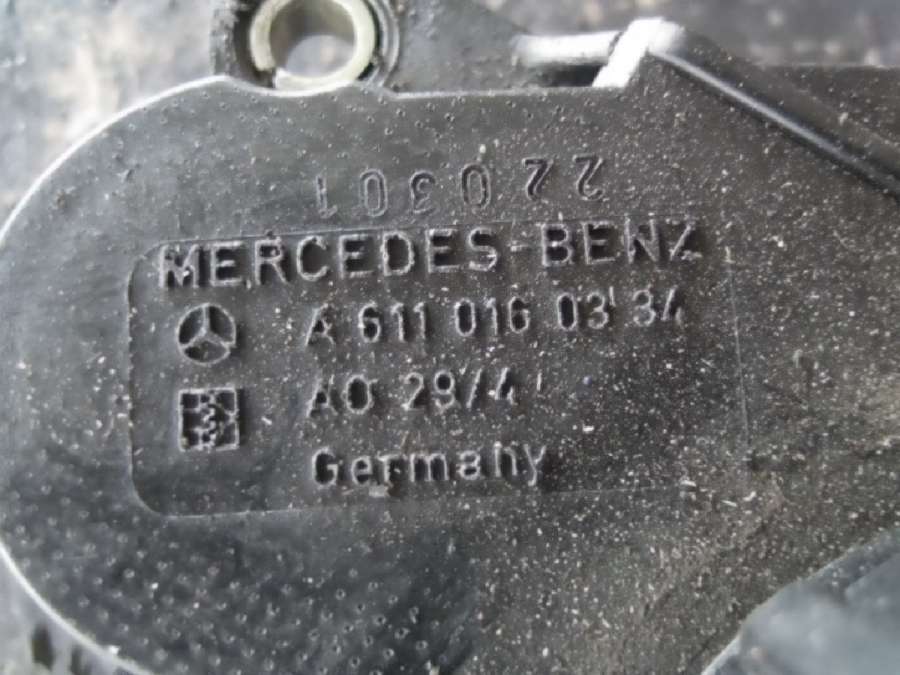 220301
MERCEDES-BENZ
A 611 016 03 34
AO 29/4
Germany